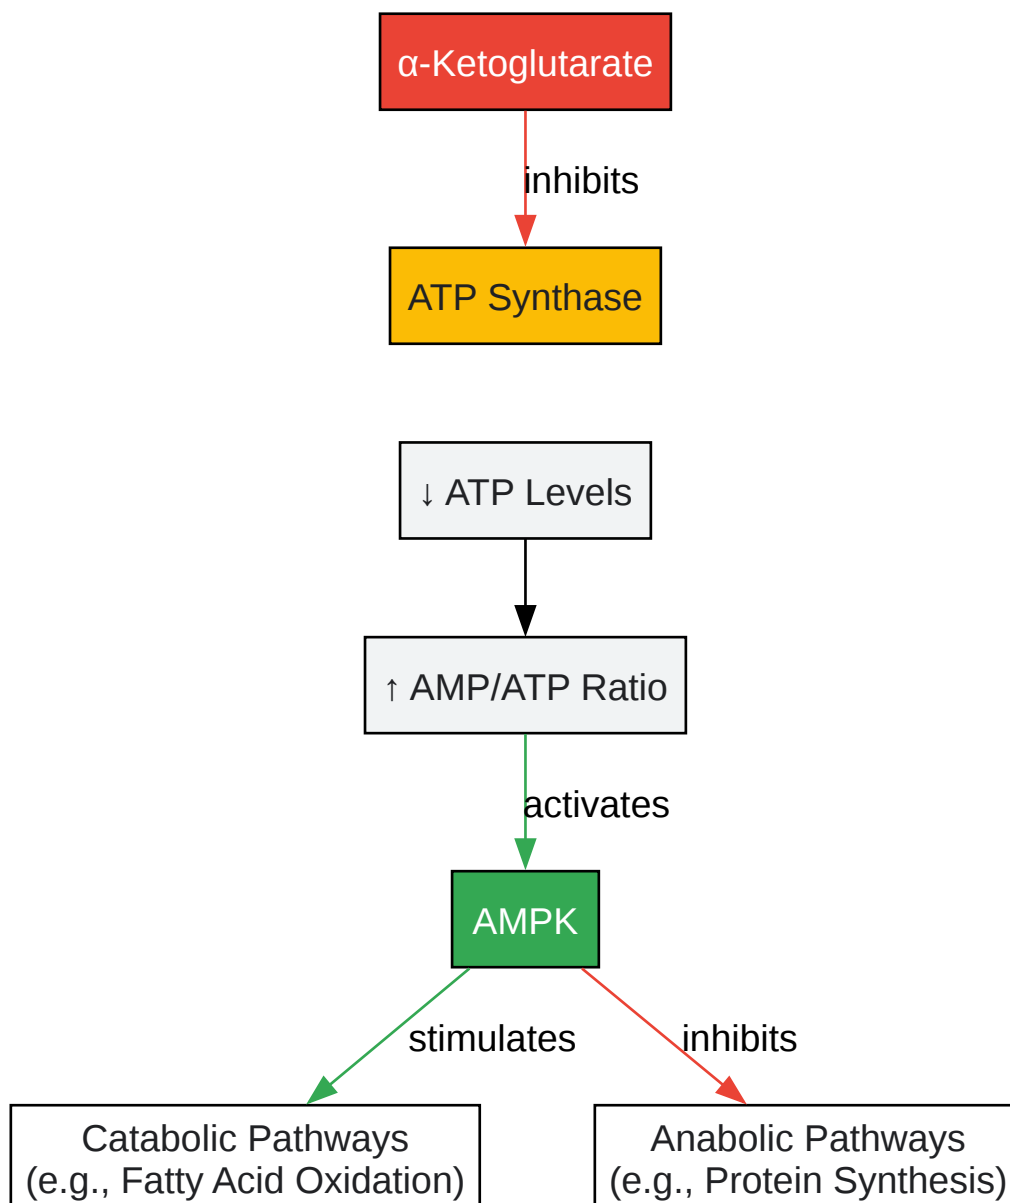 α-Ketoglutarate
inhibits
ATP Synthase
↓ ATP Levels
↑ AMP/ATP Ratio
activates
AMPK
stimulates
inhibits
Catabolic Pathways
(e.g., Fatty Acid Oxidation)
Anabolic Pathways
(e.g., Protein Synthesis)